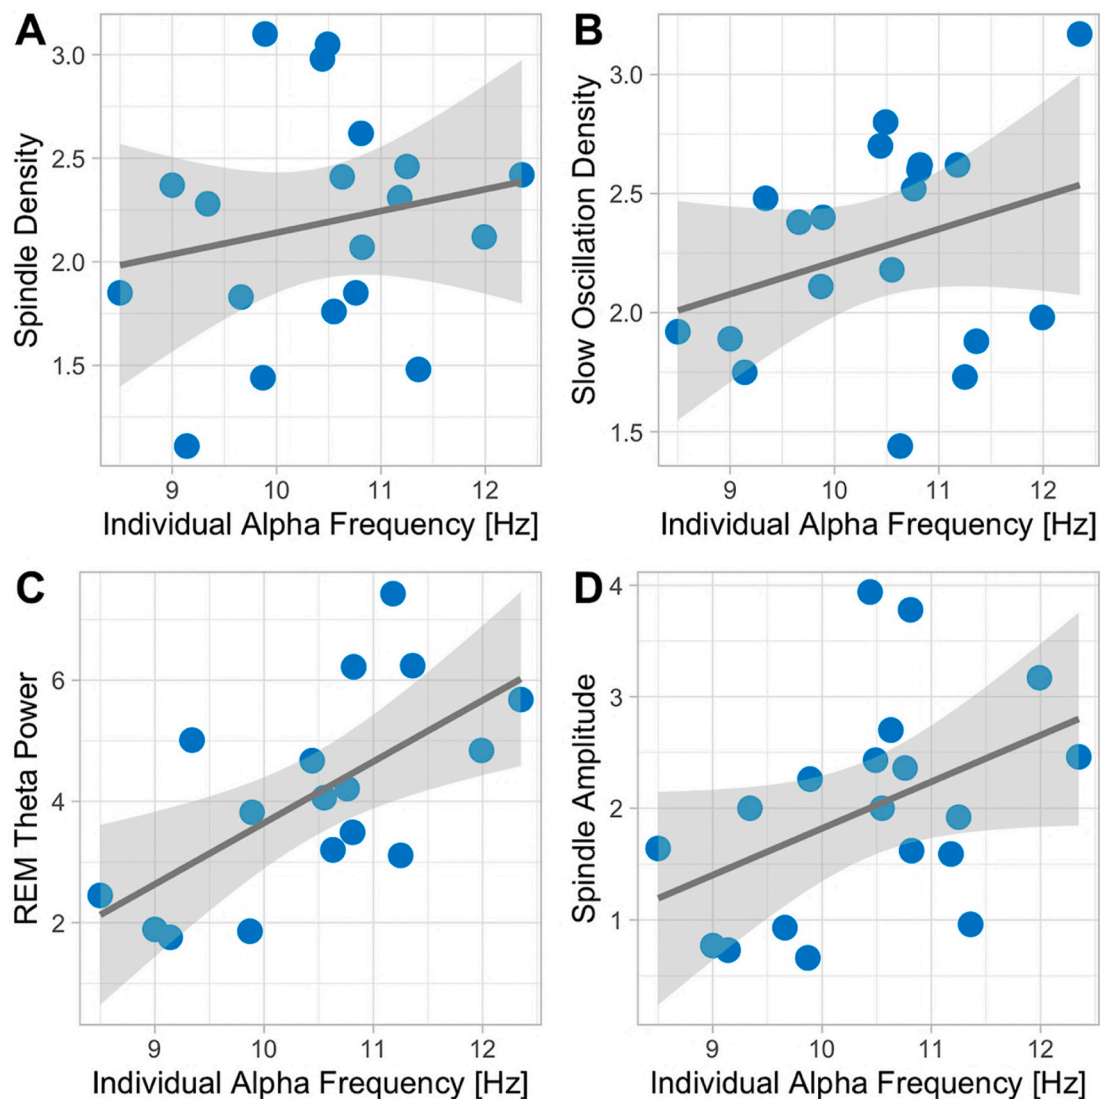 A
Spindle Density
3.0
2.5
2.0
1.5
9 10 11 12
Individual Alpha Frequency [Hz]
B
Slow Oscillation Density
3.0
2.5
2.0
1.5
9 10 11 12
Individual Alpha Frequency [Hz]
C
REM Theta Power
6
4
2
9 10 11 12
Individual Alpha Frequency [Hz]
D
Spindle Amplitude
4
3
2
1
9 10 11 12
Individual Alpha Frequency [Hz]